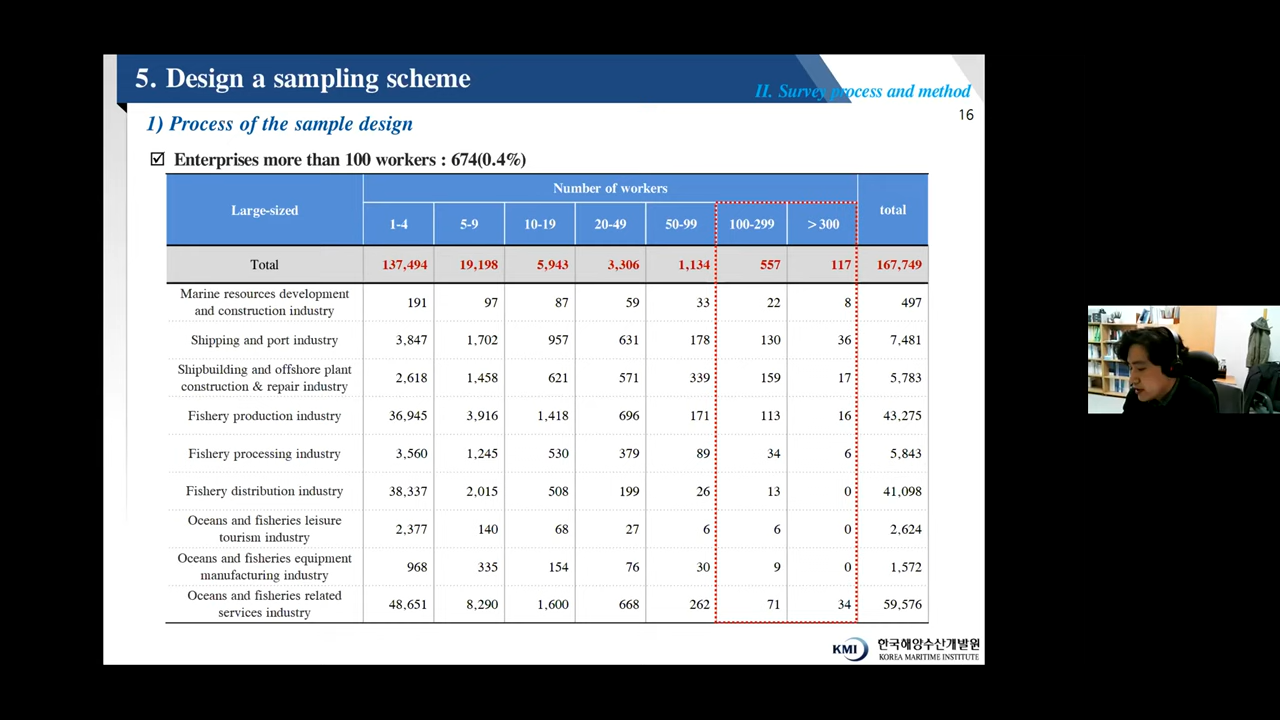 5. Design a sampling scheme
II. Survey process and method
16
1) Process of the sample design
☑ Enterprises more than 100 workers : 674(0.4%)
Large-sized
Number of workers
total
1-4 5-9 10-19 20-49 50-99 100-299 >300
Total 137,494 19,198 5,943 3,306 1,134 557 117 167,749
Marine resources development
and construction industry
191 97 87 59 33 22 8 497
Shipping and port industry 3,847 1,702 957 631 178 130 36 7,481
Shipbuilding and offshore plant
construction & repair industry
2,618 1,458 621 571 339 159 17 5,783
Fishery production industry 36,945 3,916 1,418 696 171 113 16 43,275
Fishery processing industry 3,560 1,245 530 379 89 34 6 5,843
Fishery distribution industry 38,337 2,015 508 199 26 13 0 41,098
Oceans and fisheries leisure
tourism industry
2,377 140 68 27 6 6 0 2,624
Oceans and fisheries equipment
manufacturing industry
968 335 154 76 30 9 0 1,572
Oceans and fisheries related
services industry
48,651 8,290 1,600 668 262 71 34 59,576
KMI 한국해양수산개발원
KOREA MARITIME INSTITUTE